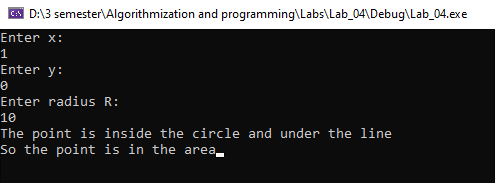 D:\3 semester\Algorithmization and programming\Labs\Lab_04\Debug\Lab_04.exe
Enter x:
1
Enter y:
0
Enter radius R:
10
The point is inside the circle and under the line
So the point is in the area